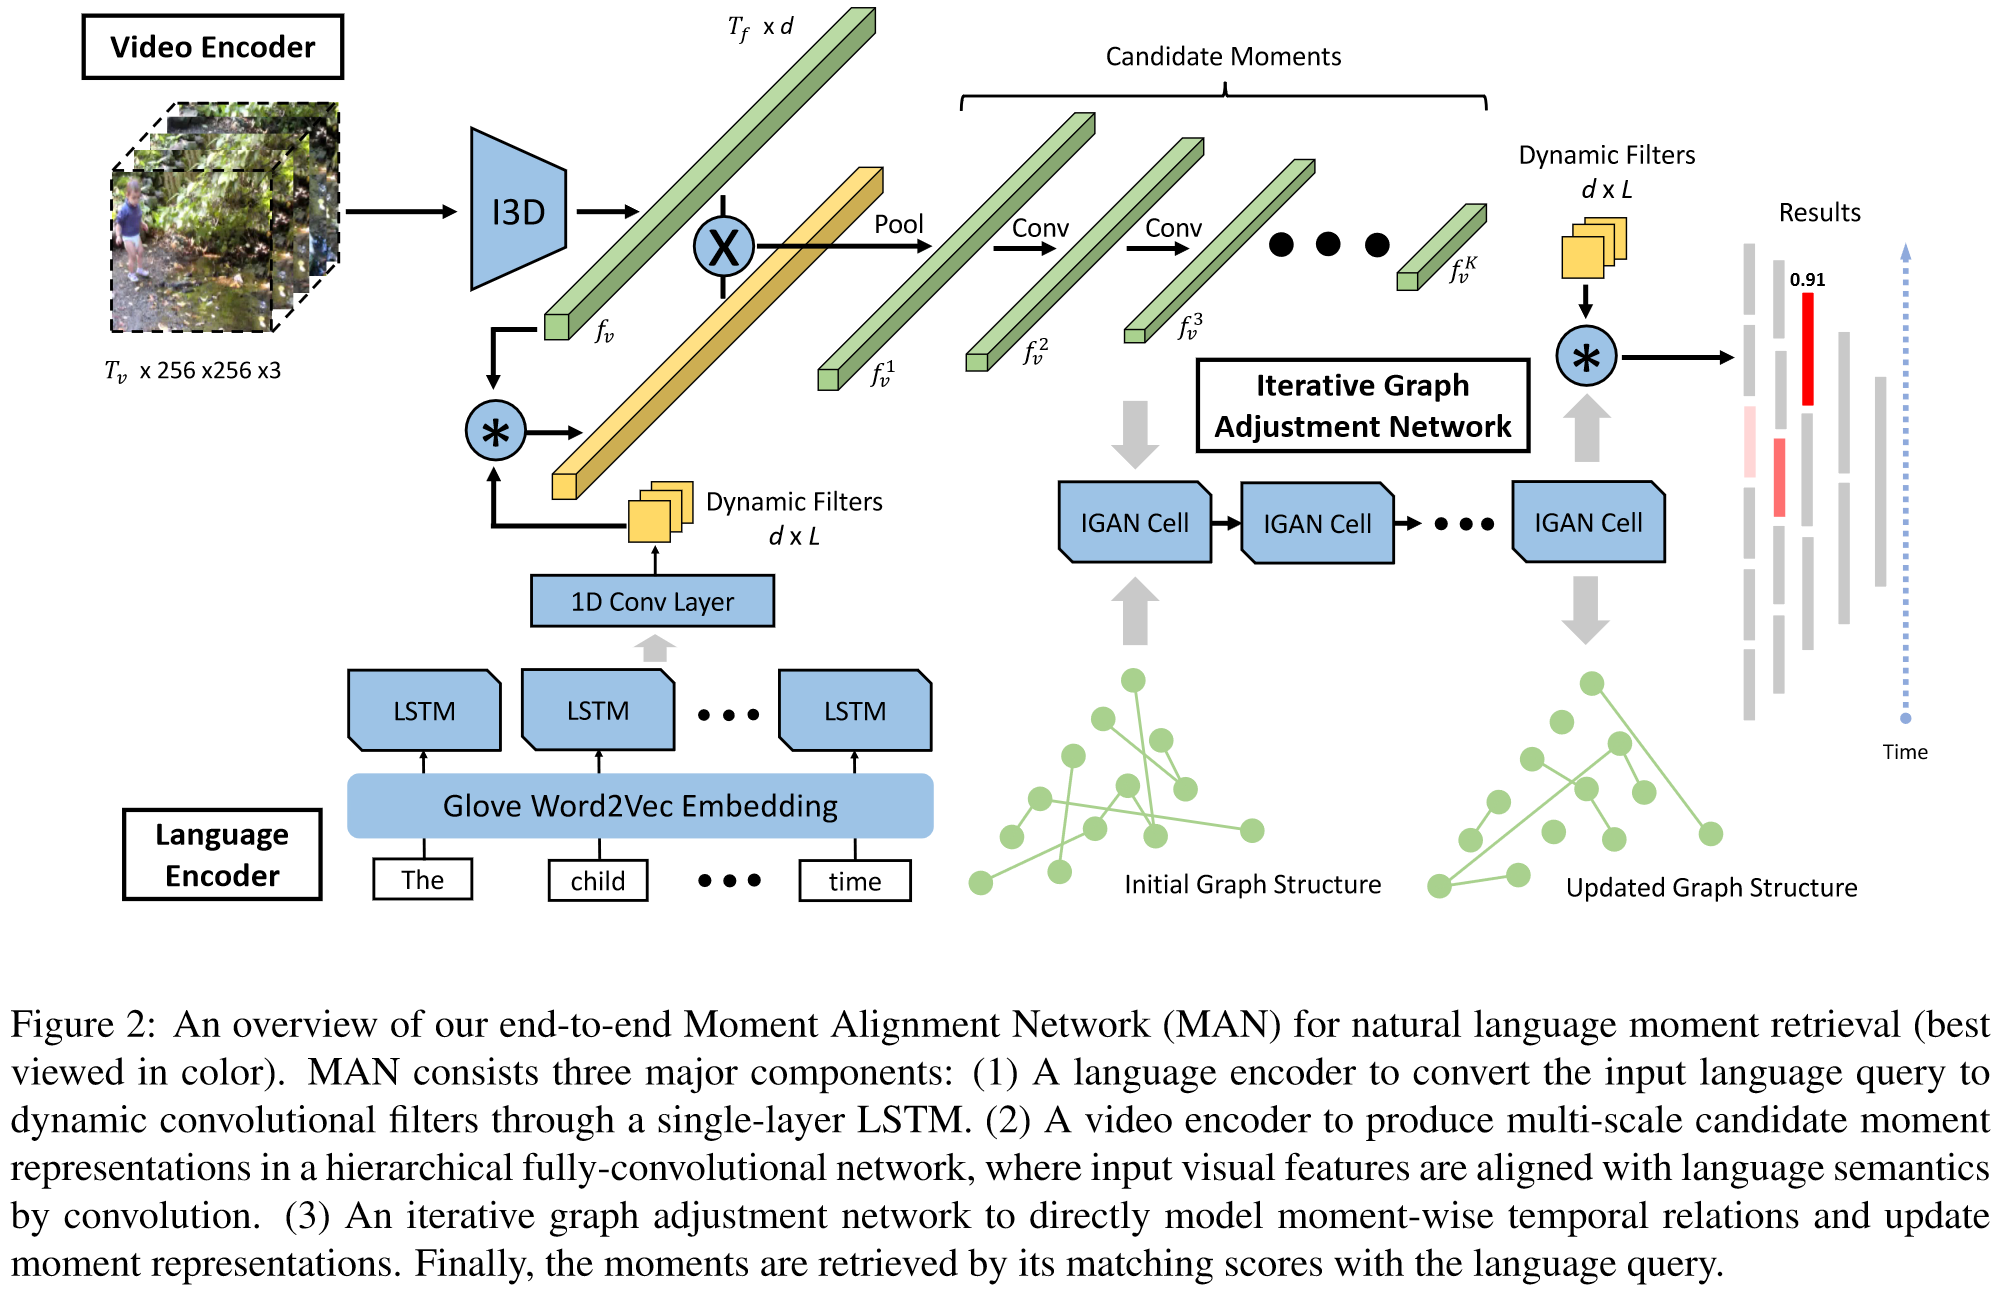 Video Encoder
T_f x d
Candidate Moments
Dynamic Filters
d x L
Results
I3D
X
Pool
Conv
Conv
0.91
f_v
f_v^1
f_v^2
f_v^3
f_v^K
T_v x 256 x256 x3
*
*
Iterative Graph
Adjustment Network
Dynamic Filters
d x L
IGAN Cell
IGAN Cell
IGAN Cell
1D Conv Layer
LSTM
LSTM
LSTM
Time
Glove Word2Vec Embedding
Language
Encoder
The
child
time
Initial Graph Structure
Updated Graph Structure
Figure 2: An overview of our end-to-end Moment Alignment Network (MAN) for natural language moment retrieval (best
viewed in color). MAN consists three major components: (1) A language encoder to convert the input language query to
dynamic convolutional filters through a single-layer LSTM. (2) A video encoder to produce multi-scale candidate moment
representations in a hierarchical fully-convolutional network, where input visual features are aligned with language semantics
by convolution. (3) An iterative graph adjustment network to directly model moment-wise temporal relations and update
moment representations. Finally, the moments are retrieved by its matching scores with the language query.